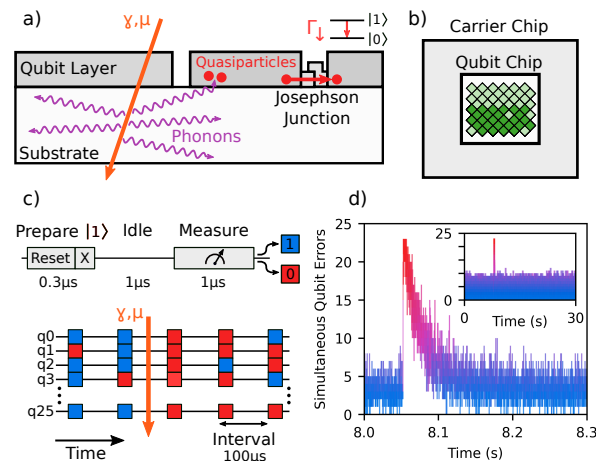 a)
ɣ,μ
Γ↓
|1⟩
|0⟩
Qubit Layer
Quasiparticles
Josephson
Junction
Phonons
Substrate
b)
Carrier Chip
Qubit Chip
c)
Prepare |1⟩ Idle Measure
Reset X
1
0
0.3μs 1μs 1μs
ɣ,μ
q0
q1
q2
q3
q25
Time
Interval
100μs
d)
Simultaneous Qubit Errors
25
20
15
10
5
0
8.0 8.1 8.2 8.3
Time (s)
25
0
0 30
Time (s)